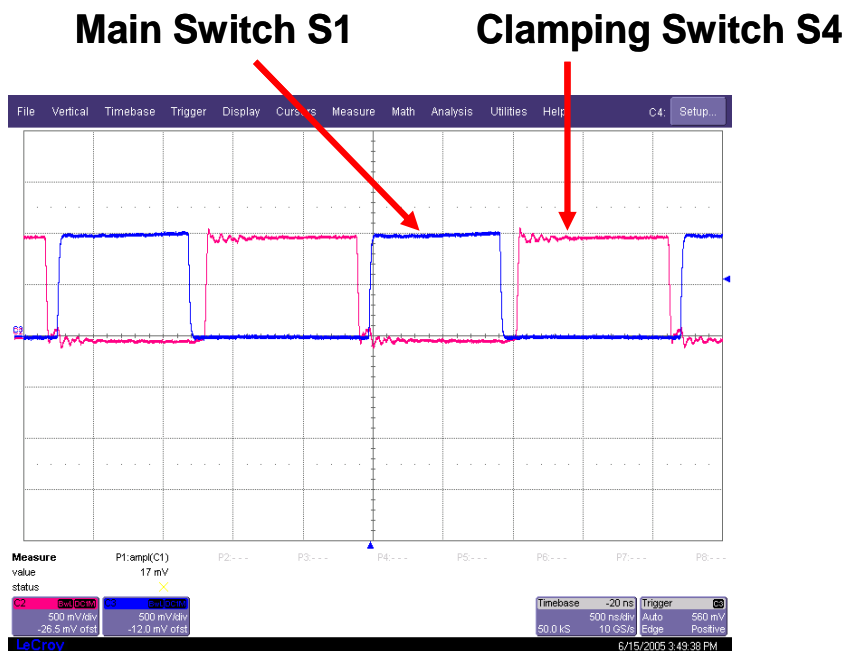 Main Switch S1 Clamping Switch S4
File Vertical Timebase Trigger Display Cursors Measure Math Analysis Utilities Help C4: Setup...
Measure P1:ampl(C1) P2:- - - P3:- - - P4:- - - P5:- - - P6:- - - P7:- - - P8:- - -
value 17 mV
status
C2 BwL DC1M Timebase -20 ns Trigger C3
500 mV/div 500 mV/div 500 ns/div Auto 560 mV
-26.5 mV ofst -12.0 mV ofst 50.0 kS 10 GS/s Edge Positive
LeCroy 6/15/2005 3:49:38 PM